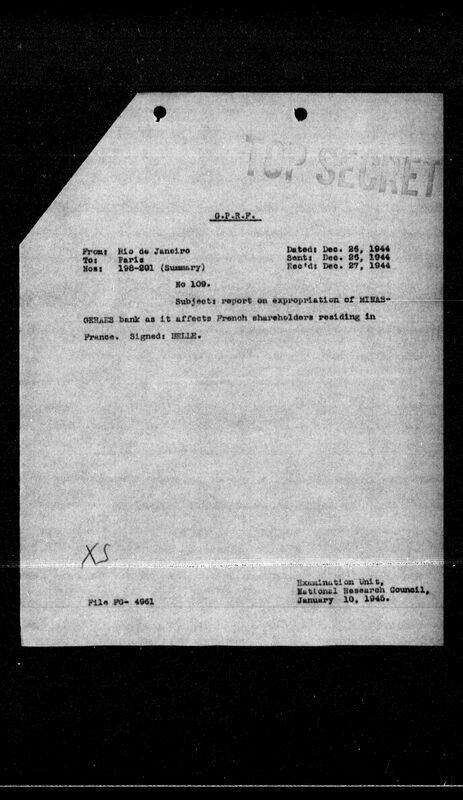 TOP SECRET
G.P.R.F.
From: Rio de Janeiro Dated: Dec. 26, 1944
To: Paris Sent: Dec. 26, 1944
Nos: 198-201 (Summary) Rec'd: Dec. 27, 1944
No 109.
Subject: report on expropriation of MINAS-
GERAES bank as it affects French shareholders residing in
France. Signed: BELLE.
XS
Examination Unit,
National Research Council,
File FG- 4961 January 10, 1945.